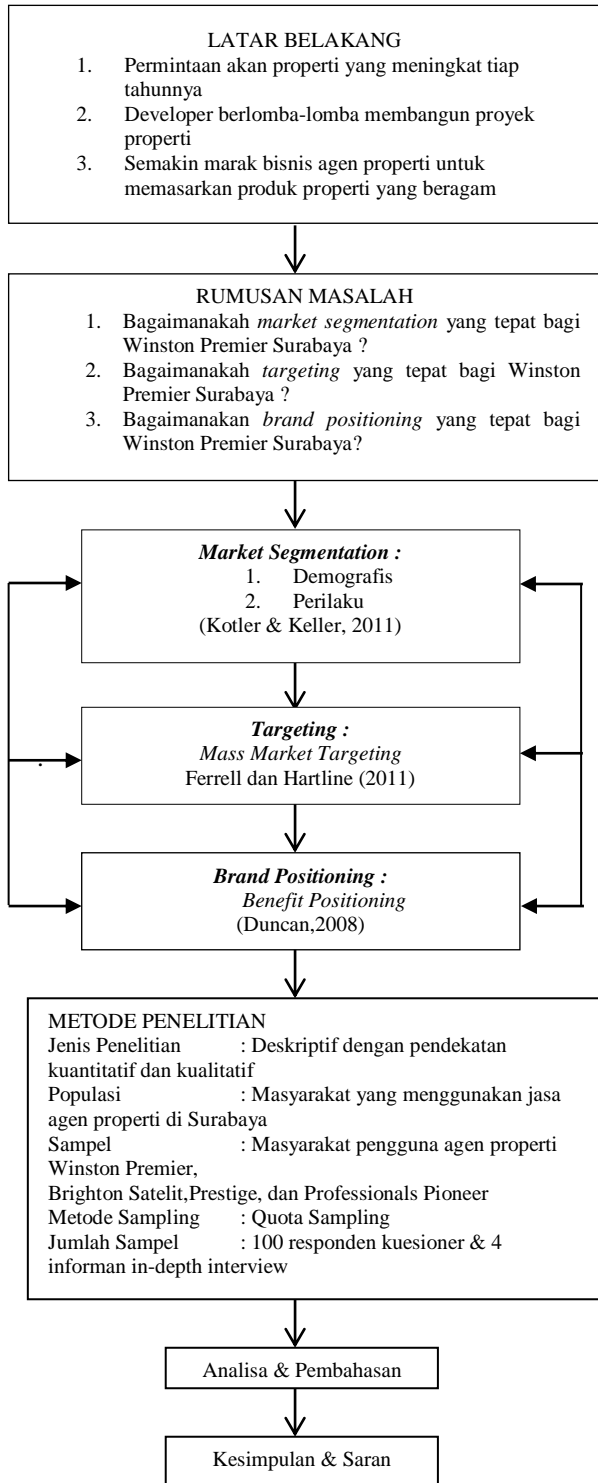 LATAR BELAKANG
1. Permintaan akan properti yang meningkat tiap
tahunnya
2. Developer berlomba-lomba membangun proyek
properti
3. Semakin marak bisnis agen properti untuk
memasarkan produk properti yang beragam
RUMUSAN MASALAH
1. Bagaimanakah market segmentation yang tepat bagi
Winston Premier Surabaya ?
2. Bagaimanakah targeting yang tepat bagi Winston
Premier Surabaya ?
3. Bagaimanakan brand positioning yang tepat bagi
Winston Premier Surabaya?
Market Segmentation :
1. Demografis
2. Perilaku
(Kotler & Keller, 2011)
Targeting :
Mass Market Targeting
Ferrell dan Hartline (2011)
Brand Positioning :
Benefit Positioning
(Duncan,2008)
METODE PENELITIAN
Jenis Penelitian : Deskriptif dengan pendekatan
kuantitatif dan kualitatif
Populasi : Masyarakat yang menggunakan jasa
agen properti di Surabaya
Sampel : Masyarakat pengguna agen properti
Winston Premier,
Brighton Satelit,Prestige, dan Professionals Pioneer
Metode Sampling : Quota Sampling
Jumlah Sampel : 100 responden kuesioner & 4
informan in-depth interview
Analisa & Pembahasan
Kesimpulan & Saran